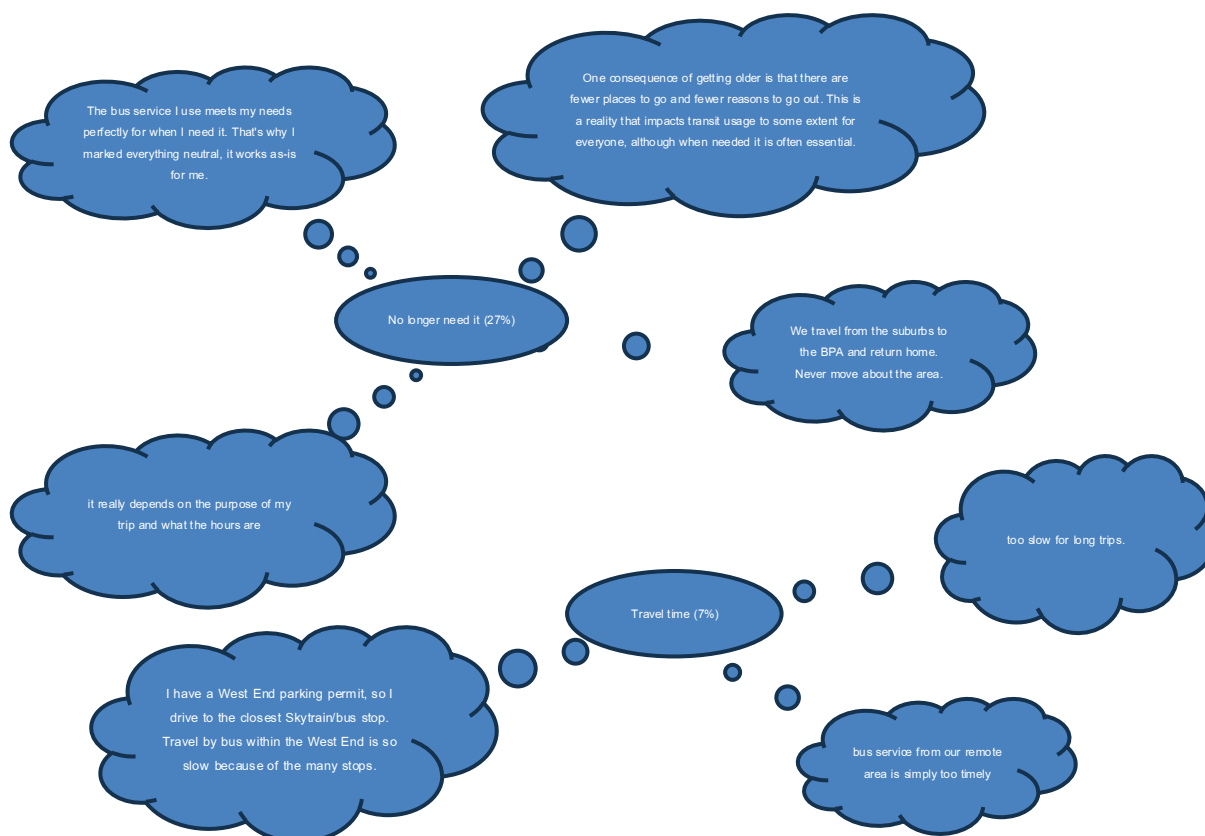 The bus service I use meets my needs
perfectly for when I need it. That's why I
marked everything neutral, it works as-is
for me.
One consequence of getting older is that there are
fewer places to go and fewer reasons to go out. This is
a reality that impacts transit usage to some extent for
everyone, although when needed it is often essential.
No longer need it (27%)
We travel from the suburbs to
the BPA and return home.
Never move about the area.
it really depends on the purpose of my
trip and what the hours are
too slow for long trips.
Travel time (7%)
I have a West End parking permit, so I
drive to the closest Skytrain/bus stop.
Travel by bus within the West End is so
slow because of the many stops.
bus service from our remote
area is simply too timely